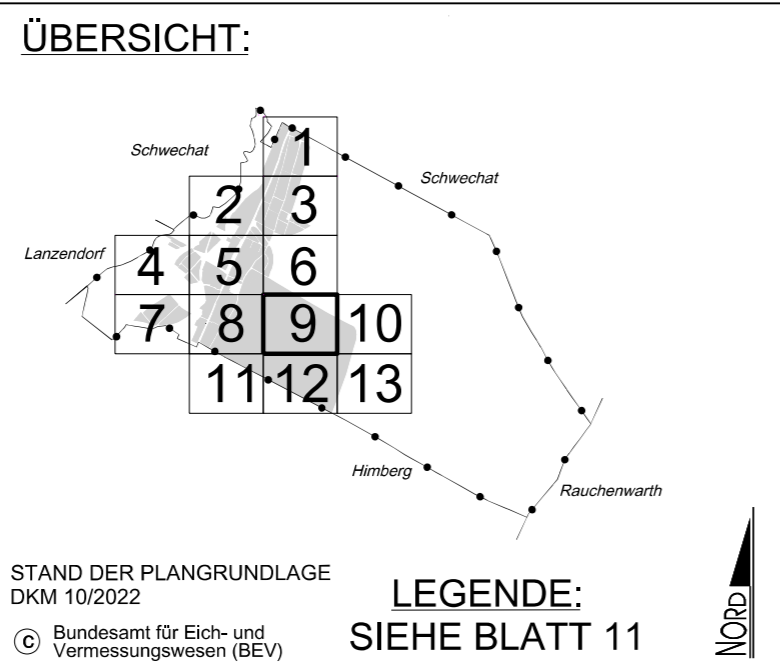 ÜBERSICHT:
Schwechat
1
Schwechat
2 3
Lanzendorf
4 5 6
7 8 9 10
11 12 13
Himberg
Rauchenwarth
STAND DER PLANGRUNDLAGE
DKM 10/2022
© Bundesamt für Eich- und
Vermessungswesen (BEV)
LEGENDE:
SIEHE BLATT 11
NORD